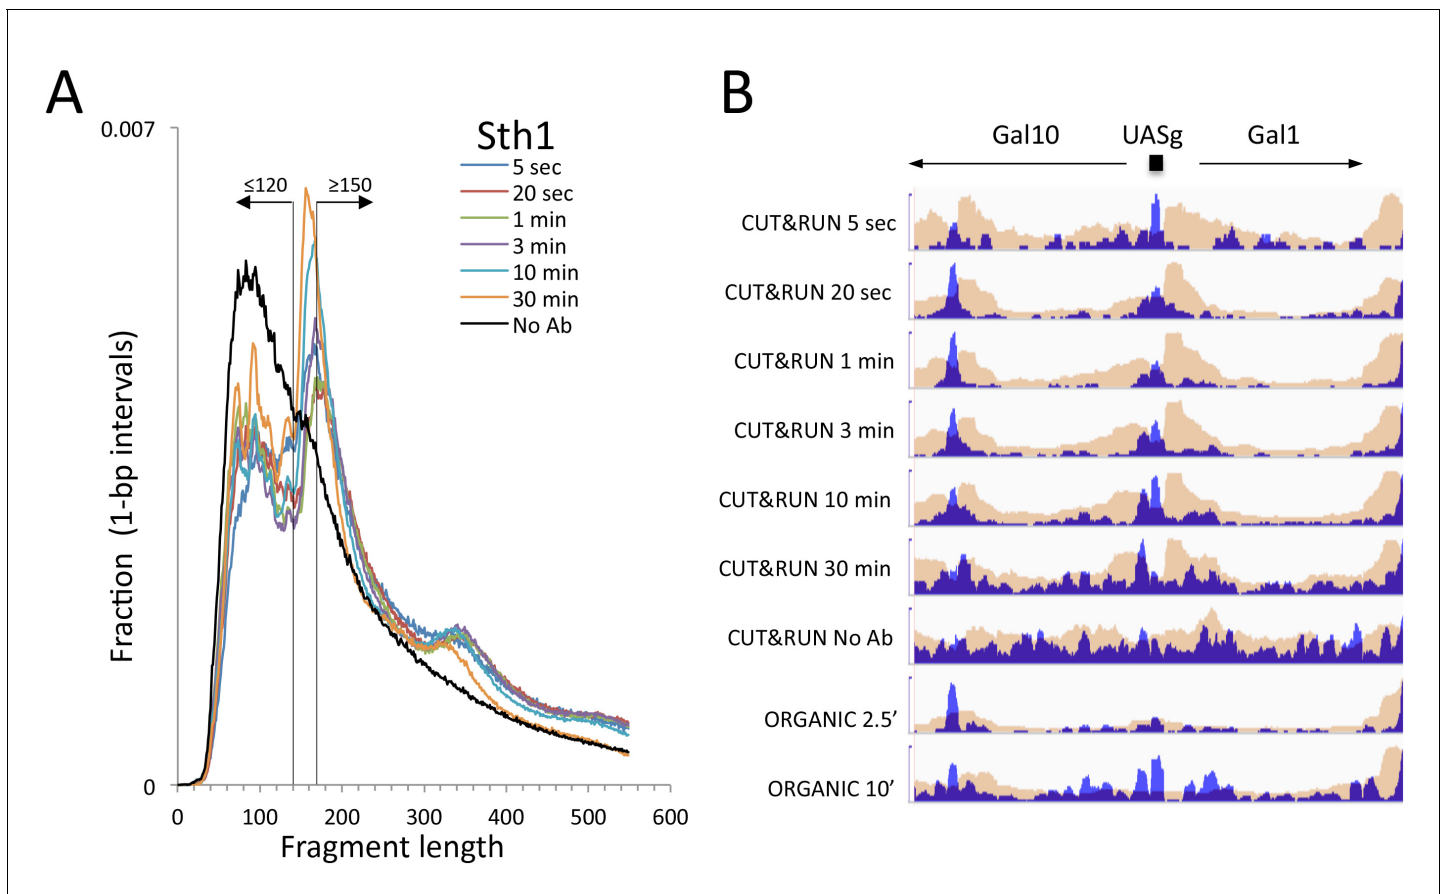 A
0.007
Sth1
≤120
≥150
5 sec
20 sec
1 min
3 min
10 min
30 min
No Ab
Fraction (1-bp intervals)
0
0 100 200 300 400 500 600
Fragment length
B
Gal10 UASg Gal1
CUT&RUN 5 sec
CUT&RUN 20 sec
CUT&RUN 1 min
CUT&RUN 3 min
CUT&RUN 10 min
CUT&RUN 30 min
CUT&RUN No Ab
ORGANIC 2.5’
ORGANIC 10’